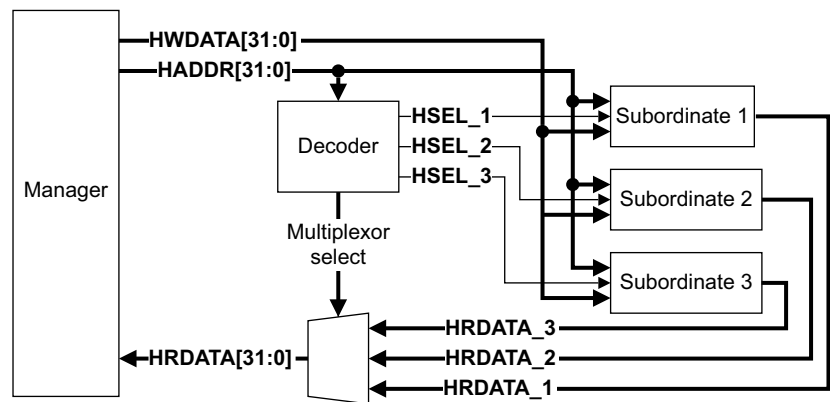 HWDATA[31:0]
HADDR[31:0]
Manager
Decoder
HSEL_1
HSEL_2
HSEL_3
Subordinate 1
Subordinate 2
Subordinate 3
Multiplexor
select
HRDATA_3
HRDATA[31:0]
HRDATA_2
HRDATA_1